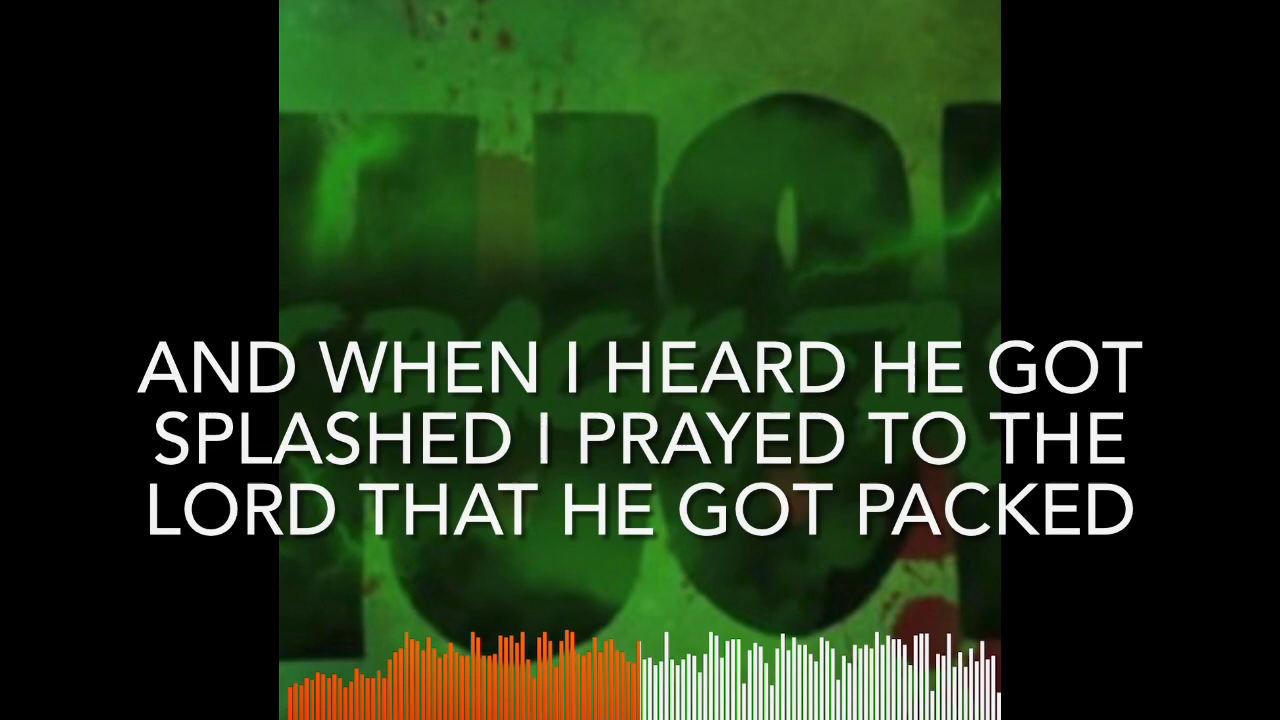 AND WHEN I HEARD HE GOT
SPLASHED I PRAYED TO THE
LORD THAT HE GOT PACKED